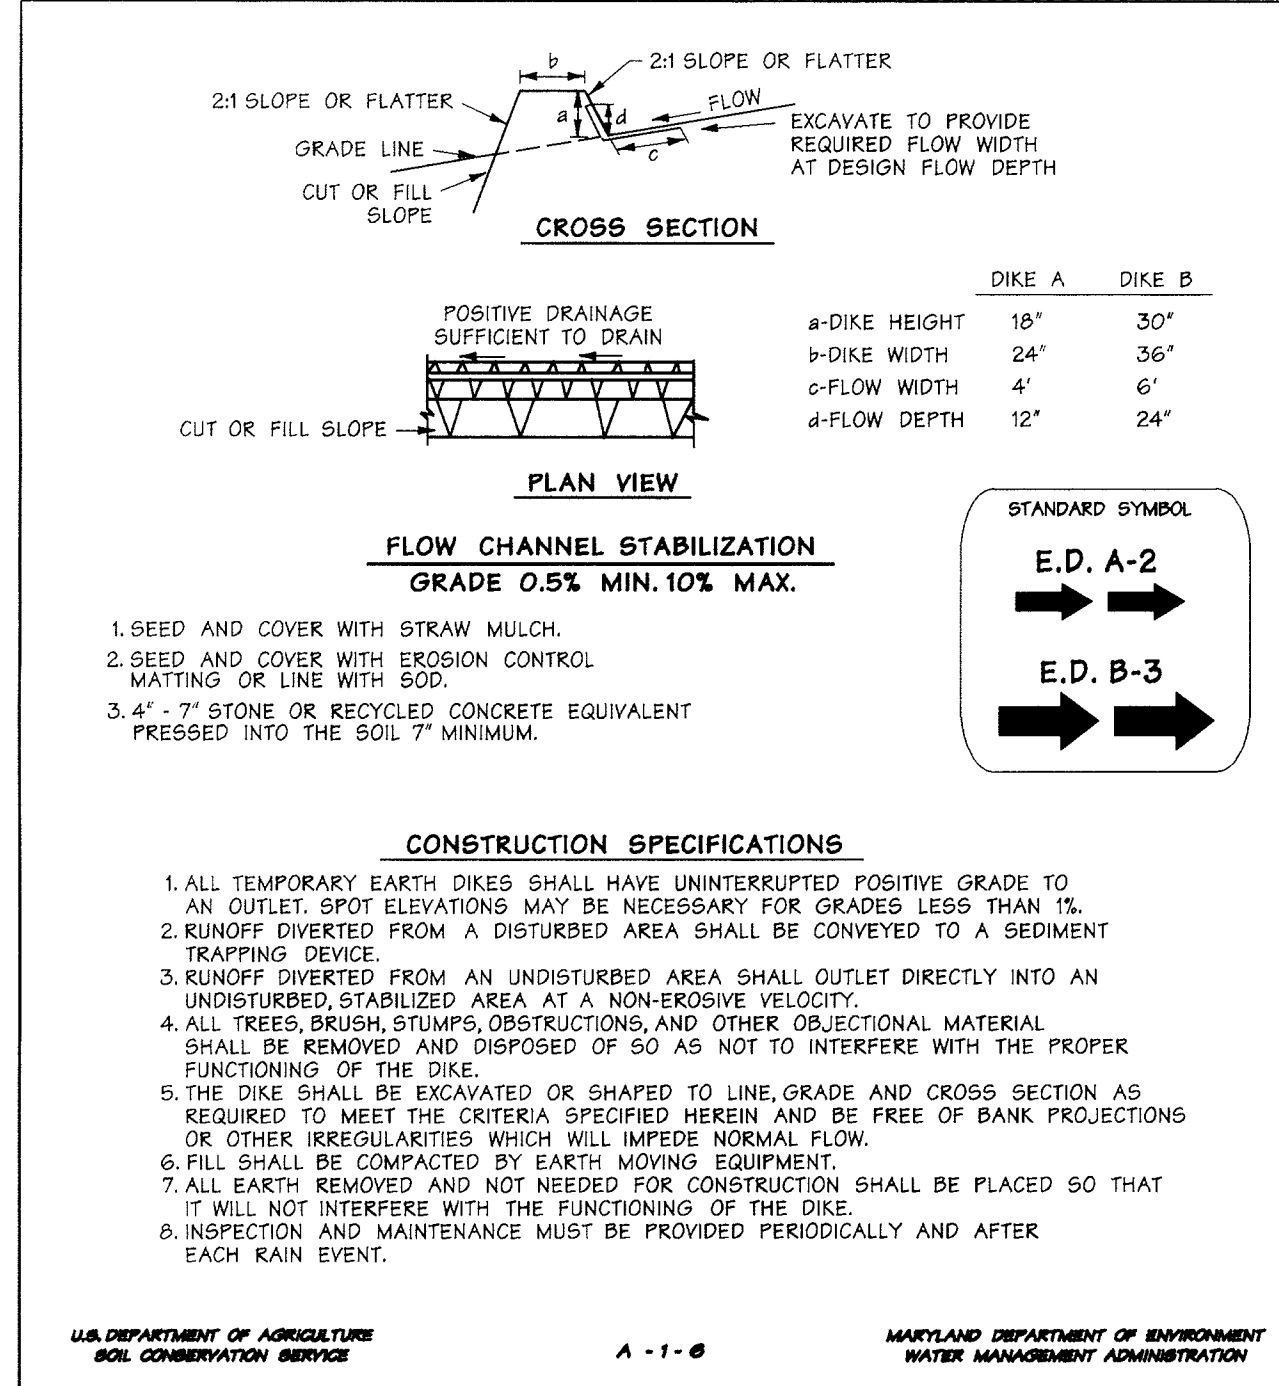 b
2:1 SLOPE OR FLATTER
2:1 SLOPE OR FLATTER
FLOW
a
d
EXCAVATE TO PROVIDE
REQUIRED FLOW WIDTH
AT DESIGN FLOW DEPTH
GRADE LINE
c
CUT OR FILL
SLOPE
CROSS SECTION
DIKE A DIKE B
a-DIKE HEIGHT 18" 30"
b-DIKE WIDTH 24" 36"
c-FLOW WIDTH 4' 6'
d-FLOW DEPTH 12" 24"
POSITIVE DRAINAGE
SUFFICIENT TO DRAIN
CUT OR FILL SLOPE
PLAN VIEW
STANDARD SYMBOL
E.D. A-2
E.D. B-3
FLOW CHANNEL STABILIZATION
GRADE 0.5% MIN. 10% MAX.
1. SEED AND COVER WITH STRAW MULCH.
2. SEED AND COVER WITH EROSION CONTROL
MATTING OR LINE WITH SOD.
3. 4" - 7" STONE OR RECYCLED CONCRETE EQUIVALENT
PRESSED INTO THE SOIL 7" MINIMUM.
CONSTRUCTION SPECIFICATIONS
1. ALL TEMPORARY EARTH DIKES SHALL HAVE UNINTERRUPTED POSITIVE GRADE TO
AN OUTLET. SPOT ELEVATIONS MAY BE NECESSARY FOR GRADES LESS THAN 1%.
2. RUNOFF DIVERTED FROM A DISTURBED AREA SHALL BE CONVEYED TO A SEDIMENT
TRAPPING DEVICE.
3. RUNOFF DIVERTED FROM AN UNDISTURBED AREA SHALL OUTLET DIRECTLY INTO AN
UNDISTURBED, STABILIZED AREA AT A NON-EROSIVE VELOCITY.
4. ALL TREES, BRUSH, STUMPS, OBSTRUCTIONS, AND OTHER OBJECTIONAL MATERIAL
SHALL BE REMOVED AND DISPOSED OF SO AS NOT TO INTERFERE WITH THE PROPER
FUNCTIONING OF THE DIKE.
5. THE DIKE SHALL BE EXCAVATED OR SHAPED TO LINE, GRADE AND CROSS SECTION AS
REQUIRED TO MEET THE CRITERIA SPECIFIED HEREIN AND BE FREE OF BANK PROJECTIONS
OR OTHER IRREGULARITIES WHICH WILL IMPEDE NORMAL FLOW.
6. FILL SHALL BE COMPACTED BY EARTH MOVING EQUIPMENT.
7. ALL EARTH REMOVED AND NOT NEEDED FOR CONSTRUCTION SHALL BE PLACED SO THAT
IT WILL NOT INTERFERE WITH THE FUNCTIONING OF THE DIKE.
8. INSPECTION AND MAINTENANCE MUST BE PROVIDED PERIODICALLY AND AFTER
EACH RAIN EVENT.
U.S. DEPARTMENT OF AGRICULTURE
SOIL CONSERVATION SERVICE
A - 1 - 6
MARYLAND DEPARTMENT OF ENVIRONMENT
WATER MANAGEMENT ADMINISTRATION